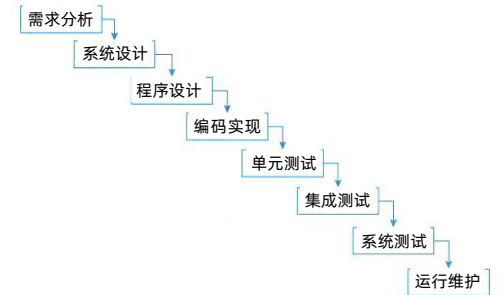 需求分析
系统设计
程序设计
编码实现
单元测试
集成测试
系统测试
运行维护